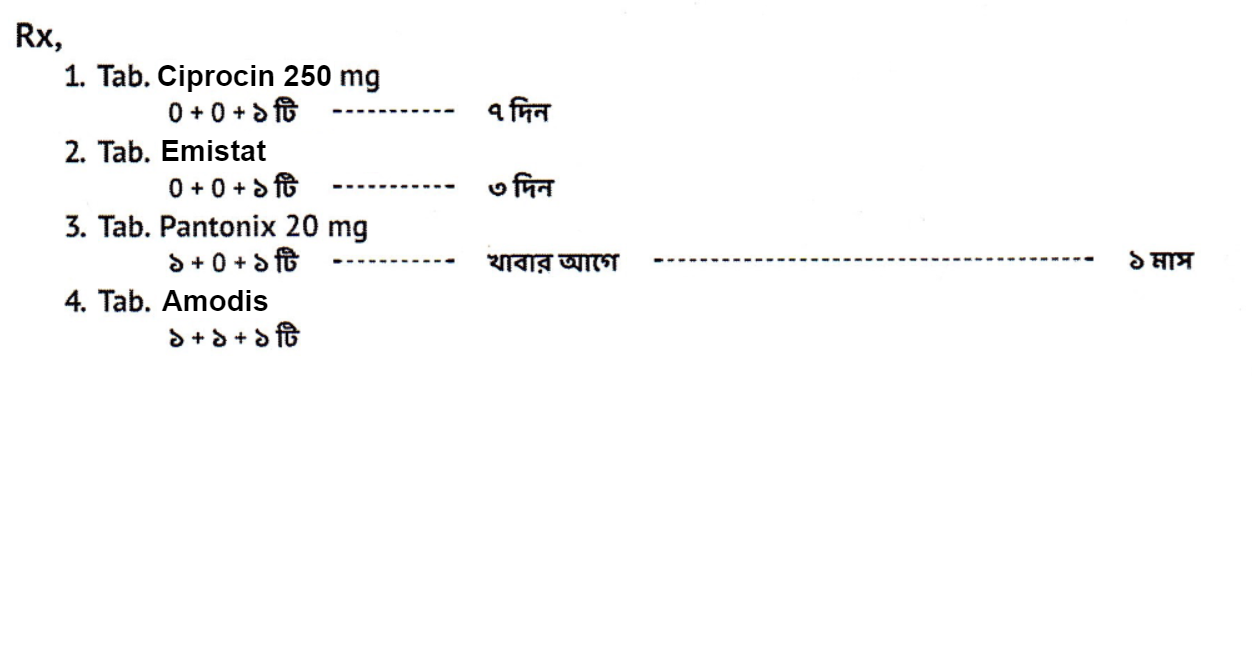 Rx,
1. Tab. Ciprocin 250 mg
0 + 0 + ১ টি ----------- ৭ দিন
2. Tab. Emistat
0 + 0 + ১ টি ----------- ৩ দিন
3. Tab. Pantonix 20 mg
১ + 0 + ১ টি ----------- খাবার আগে --------------------------------------- ১ মাস
4. Tab. Amodis
১ + ১ + ১ টি